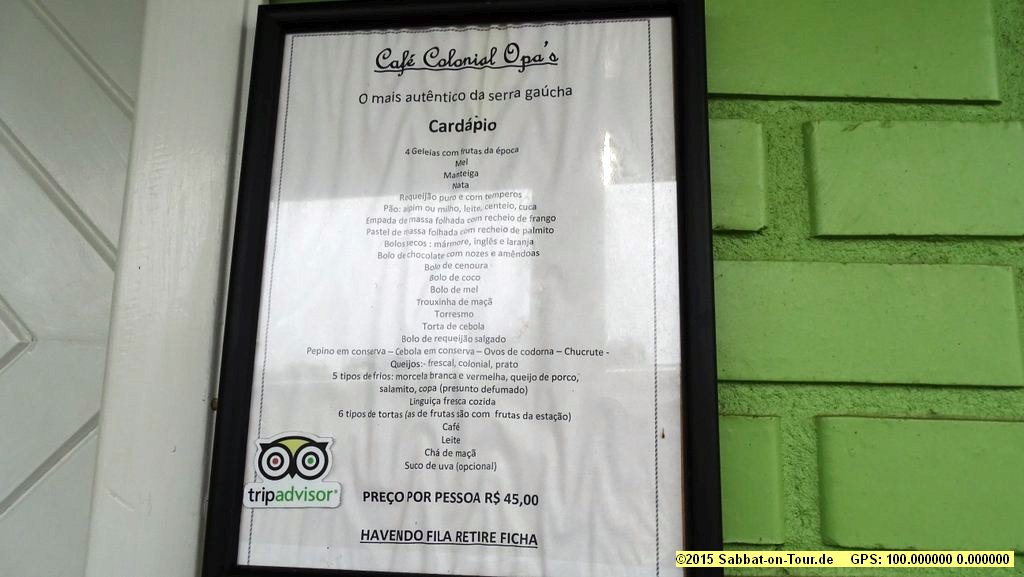 Café Colonial Opa's
O mais autêntico da serra gaúcha
Cardápio
4 Geleias com frutas da época
Mel
Manteiga
Nata
Requeijão puro e com temperos
Pão: aipim ou milho, leite, centeio, cuca
Empada de massa folhada com recheio de frango
Pastel de massa folhada com recheio de palmito
Bolos secos : mármore, inglês e laranja
Bolo de chocolate com nozes e amêndoas
Bolo de cenoura
Bolo de coco
Bolo de mel
Trouxinha de maçã
Torresmo
Torta de cebola
Bolo de requeijão salgado
Pepino em conserva – Cebola em conserva – Ovos de codorna – Chucrute -
Queijos:- frescal, colonial, prato
5 tipos de frios: morcela branca e vermelha, queijo de porco,
salamito, copa (presunto defumado)
Linguiça fresca cozida
6 tipos de tortas (as de frutas são com frutas da estação)
Café
Leite
Chá de maçã
Suco de uva (opcional)
tripadvisor®
PREÇO POR PESSOA R$ 45,00
HAVENDO FILA RETIRE FICHA
©2015 Sabbat-on-Tour.de GPS: 100.000000 0.000000